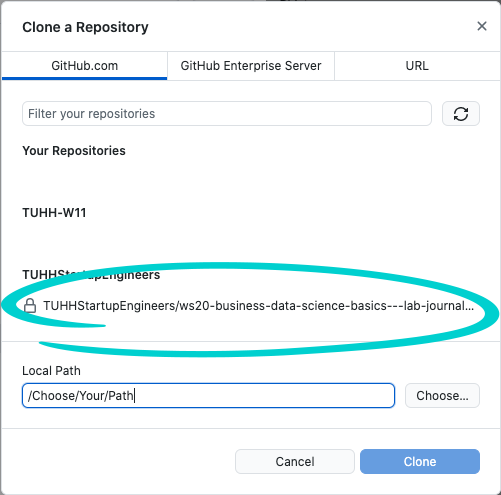 Clone a Repository
GitHub.com
GitHub Enterprise Server
URL
Filter your repositories
Your Repositories
TUHH-W11
TUHHStartupEngineers
TUHHStartupEngineers/ws20-business-data-science-basics---lab-journal...
Local Path
/Choose/Your/Path
Choose...
Cancel
Clone